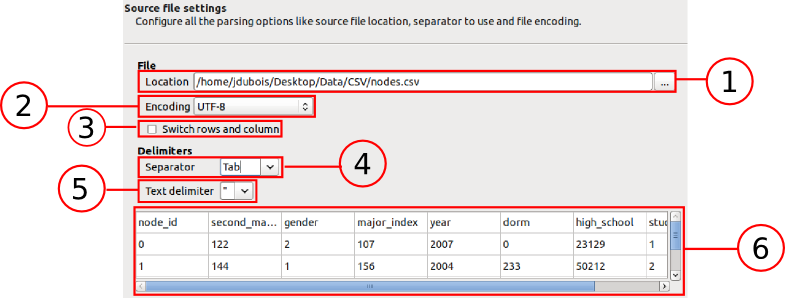 Source file settings
Configure all the parsing options like source file location, separator to use and file encoding.
File
Location /home/jdubois/Desktop/Data/CSV/nodes.csv ...
1
2
Encoding UTF-8
3
Switch rows and column
Delimiters
Separator Tab
4
5
Text delimiter "
node_id second_ma... gender major_index year dorm high_school stud
0 122 2 107 2007 0 23129 1
1 144 1 156 2004 233 50212 2
6